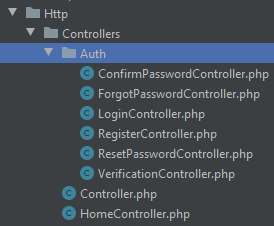 Http
Controllers
Auth
ConfirmPasswordController.php
ForgotPasswordController.php
LoginController.php
RegisterController.php
ResetPasswordController.php
VerificationController.php
Controller.php
HomeController.php